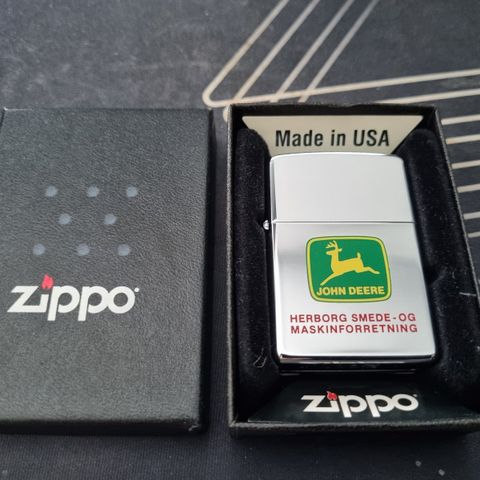 zippo
Made in USA
JOHN DEERE
HERBORG SMEDE-OG
MASKINFORRETNING
zippo